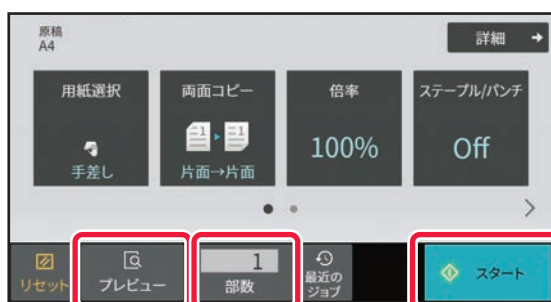 原稿
A4
詳細
用紙選択
手差し
両面コピー
1
1
片面→片面
倍率
100%
ステープル/パンチ
Off
リセット
プレビュー
1
部数
最近の
ジョブ
スタート